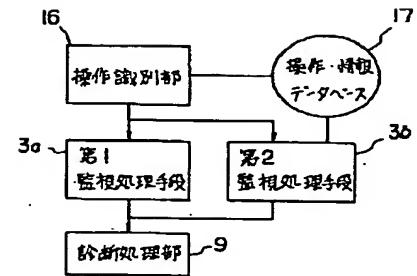 16
操作識別部
17
操作・情報
データベース
3a
第1
監視処理手段
3b
第2
監視処理手段
診断処理部
9